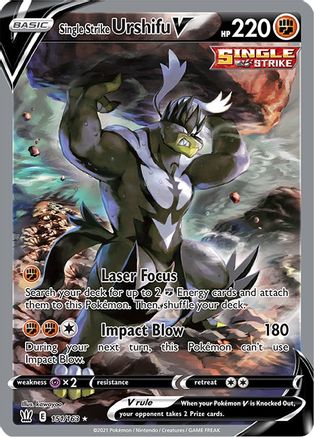 BASIC
Single Strike Urshifu V HP 220
SINGLE STRIKE
Laser Focus
Search your deck for up to 2 Energy cards and attach
them to this Pokémon. Then, shuffle your deck.
Impact Blow 180
During your next turn, this Pokémon can't use
Impact Blow.
weakness ×2 resistance retreat
Illus. kawayoo
V rule When your Pokémon V is Knocked Out,
your opponent takes 2 Prize cards.
E 151/163 ★
©2021 Pokémon / Nintendo / Creatures / GAME FREAK